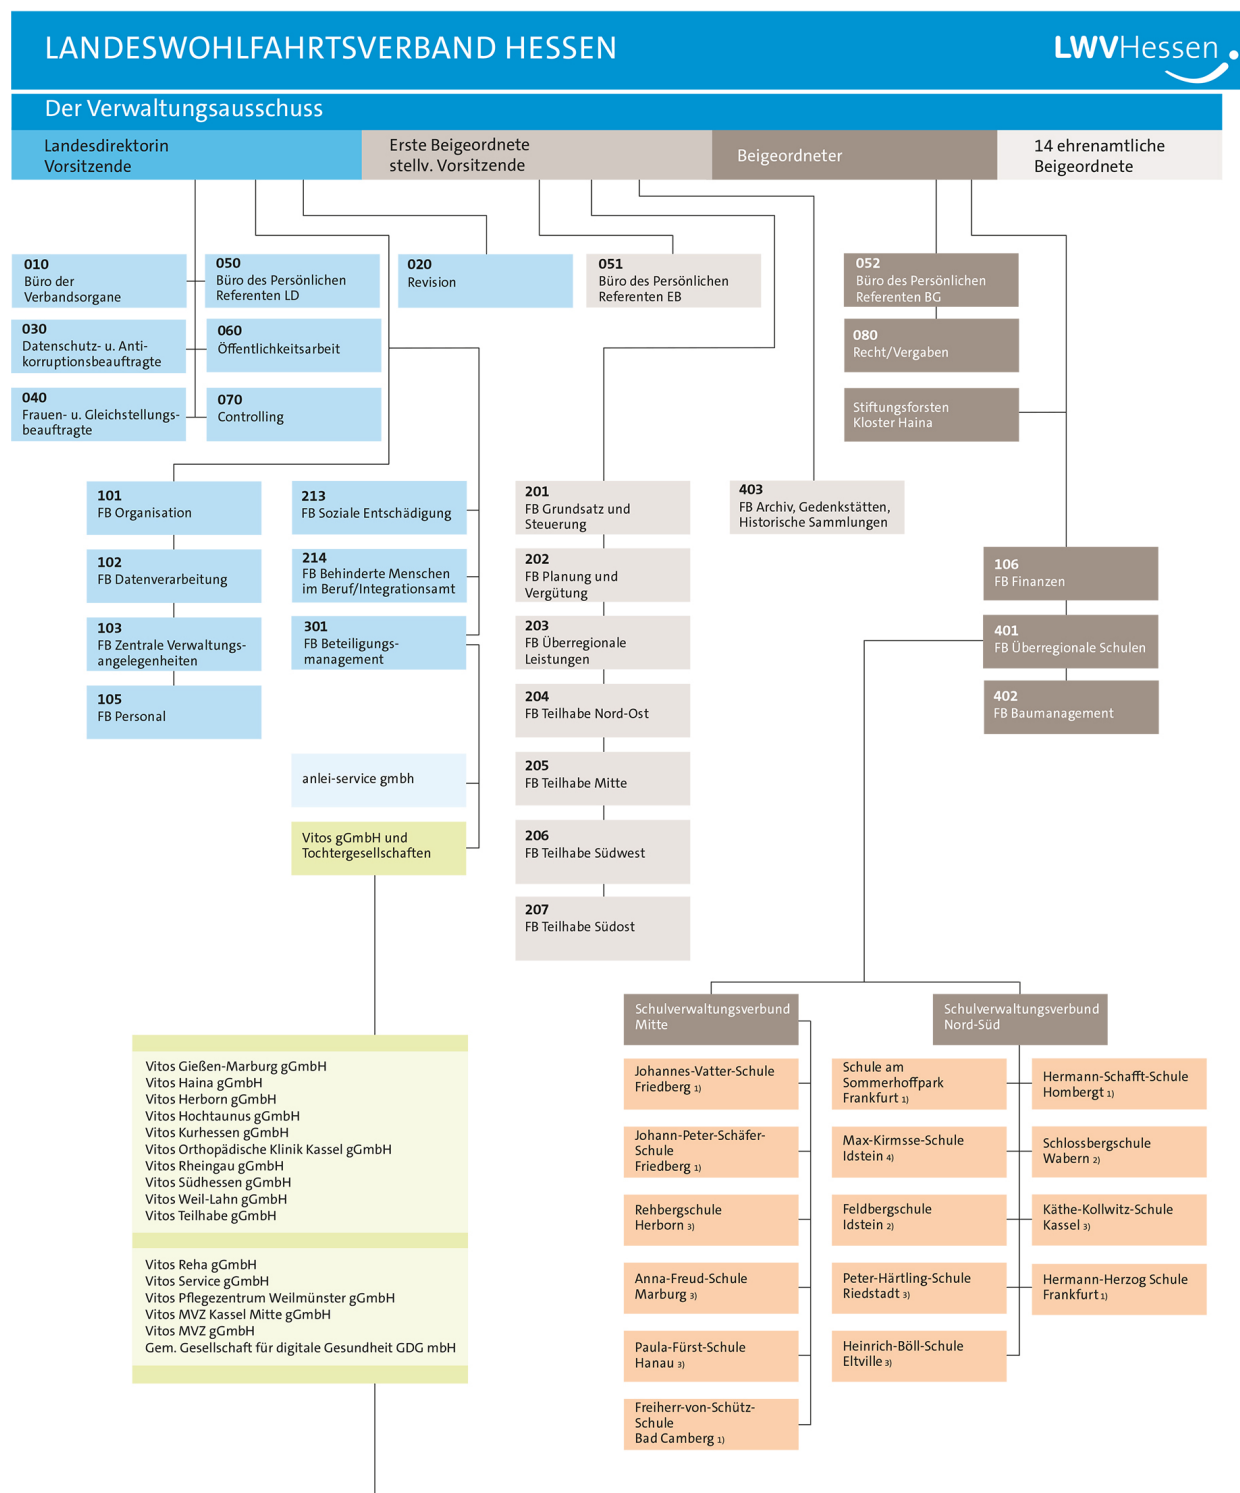 LANDESWOHLFAHRTSVERBAND HESSEN
LWVHessen
Der Verwaltungsausschuss
Landesdirektorin
Vorsitzende
Erste Beigeordnete
stellv. Vorsitzende
Beigeordneter
14 ehrenamtliche
Beigeordnete
010
Büro der
Verbandsorgane
050
Büro des Persönlichen
Referenten LD
020
Revision
051
Büro des Persönlichen
Referenten EB
052
Büro des Persönlichen
Referenten BG
030
Datenschutz- u. Anti-
korruptionsbeauftragte
060
Öffentlichkeitsarbeit
080
Recht/Vergaben
040
Frauen- u. Gleichstellungs-
beauftragte
070
Controlling
Stiftungsforsten
Kloster Haina
101
FB Organisation
102
FB Datenverarbeitung
103
FB Zentrale Verwaltungs-
angelegenheiten
105
FB Personal
213
FB Soziale Entschädigung
214
FB Behinderte Menschen
im Beruf/Integrationsamt
301
FB Beteiligungs-
management
anlei-service gmbh
Vitos gGmbH und
Tochtergesellschaften
201
FB Grundsatz und
Steuerung
202
FB Planung und
Vergütung
203
FB Überregionale
Leistungen
204
FB Teilhabe Nord-Ost
205
FB Teilhabe Mitte
206
FB Teilhabe Südwest
207
FB Teilhabe Südost
403
FB Archiv, Gedenkstätten,
Historische Sammlungen
106
FB Finanzen
401
FB Überregionale Schulen
402
FB Baumanagement
Vitos Gießen-Marburg gGmbH
Vitos Haina gGmbH
Vitos Herborn gGmbH
Vitos Hochtaunus gGmbH
Vitos Kurhessen gGmbH
Vitos Orthopädische Klinik Kassel gGmbH
Vitos Rheingau gGmbH
Vitos Südhessen gGmbH
Vitos Weil-Lahn gGmbH
Vitos Teilhabe gGmbH
Vitos Reha gGmbH
Vitos Service gGmbH
Vitos Pflegezentrum Weilmünster gGmbH
Vitos MVZ Kassel Mitte gGmbH
Vitos MVZ gGmbH
Gem. Gesellschaft für digitale Gesundheit GDG mbH
Schulverwaltungsverbund
Mitte
Johannes-Vatter-Schule
Friedberg 1)
Johann-Peter-Schäfer-
Schule
Friedberg 1)
Rehbergschule
Herborn 3)
Anna-Freud-Schule
Marburg 3)
Paula-Fürst-Schule
Hanau 3)
Freiherr-von-Schütz-
Schule
Bad Camberg 1)
Schulverwaltungsverbund
Nord-Süd
Schule am
Sommerhoffpark
Frankfurt 1)
Max-Kirmsse-Schule
Idstein 4)
Feldbergschule
Idstein 2)
Peter-Härtling-Schule
Riedstadt 3)
Heinrich-Böll-Schule
Eltville 3)
Hermann-Schafft-Schule
Hombergt 1)
Schlossbergschule
Wabern 2)
Käthe-Kollwitz-Schule
Kassel 3)
Hermann-Herzog Schule
Frankfurt 1)